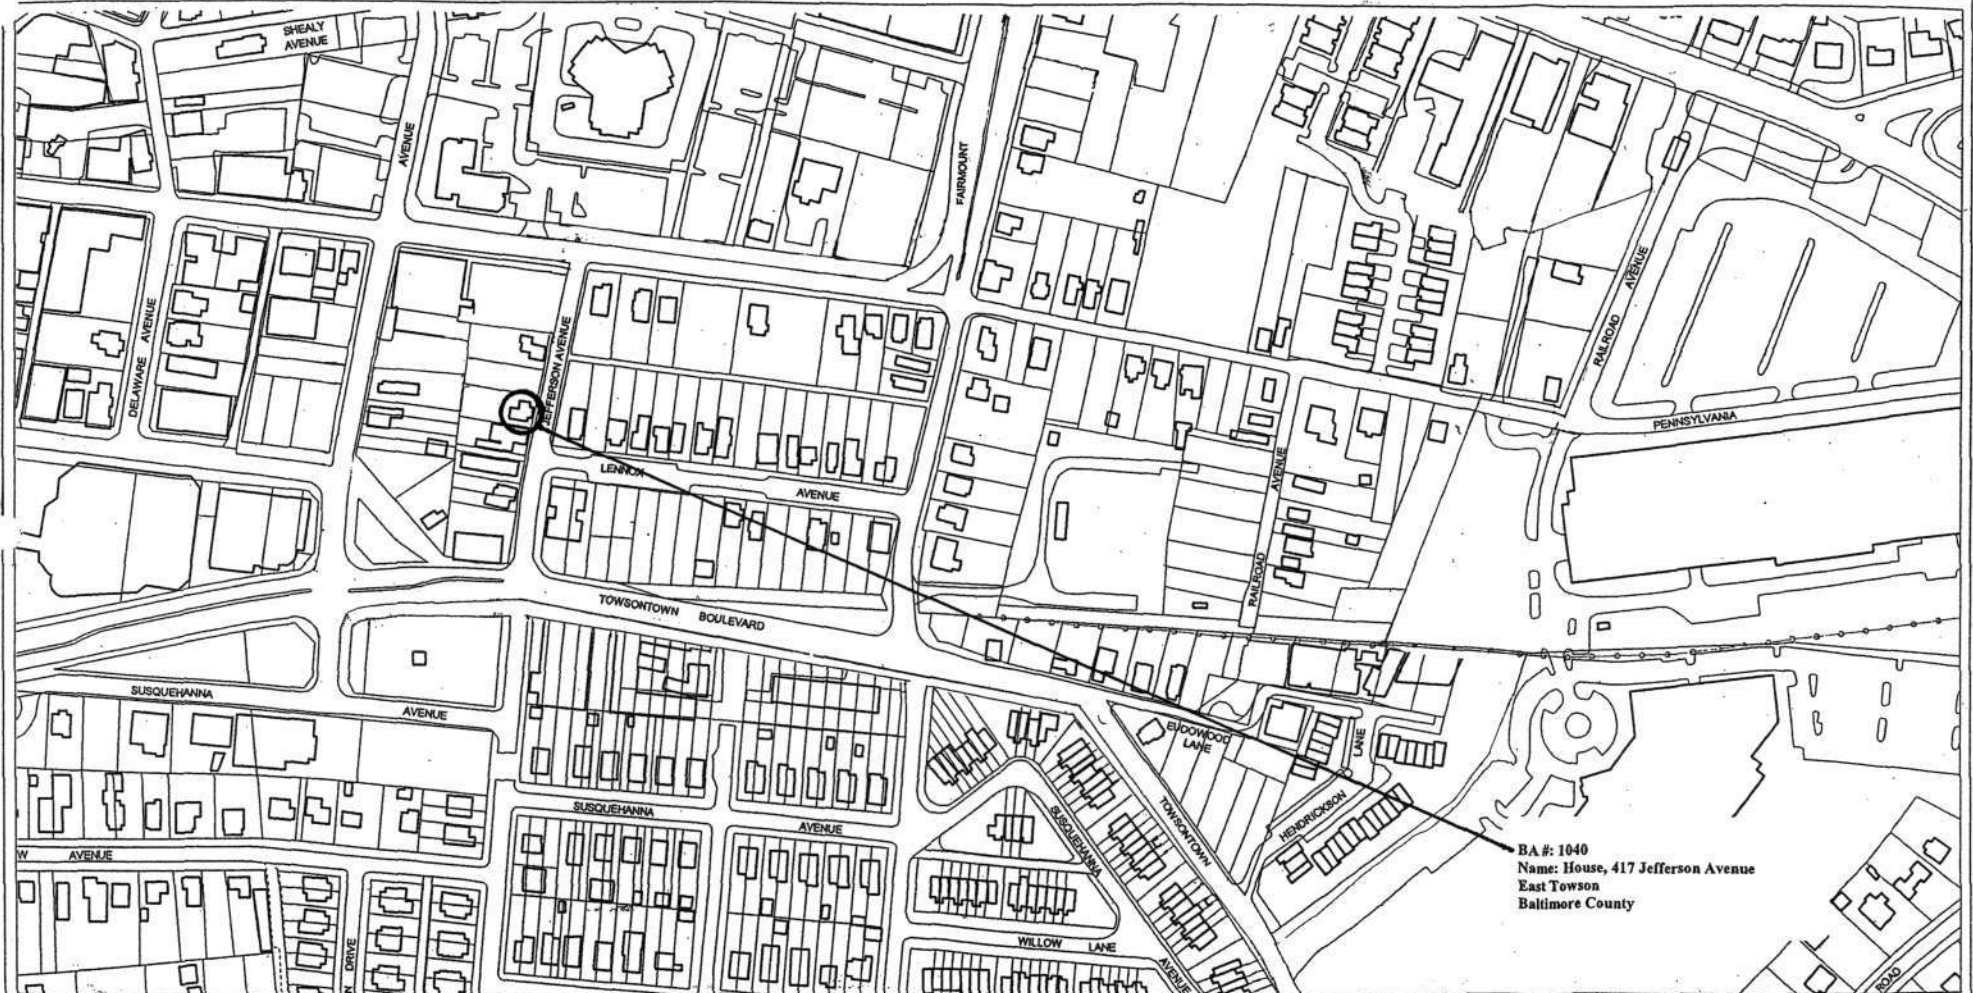 SHEALY
AVENUE
AVENUE
FAIRMOUNT
AVENUE
RAILROAD
DELAWARE AVENUE
JEFFERSON AVENUE
PENNSYLVANIA
LENNOX
AVENUE
AVENUE
RAILROAD
TOWSONTOWN BOULEVARD
SUSQUEHANNA
AVENUE
EUDOWOOD
LANE
LANE
SUSQUEHANNA
AVENUE
SUSQUEHANNA
AVENUE
TOWSONTOWN
HENDRICKSON
W AVENUE
BA #: 1040
Name: House, 417 Jefferson Avenue
East Towson
Baltimore County
WILLOW LANE
DRIVE
ROAD